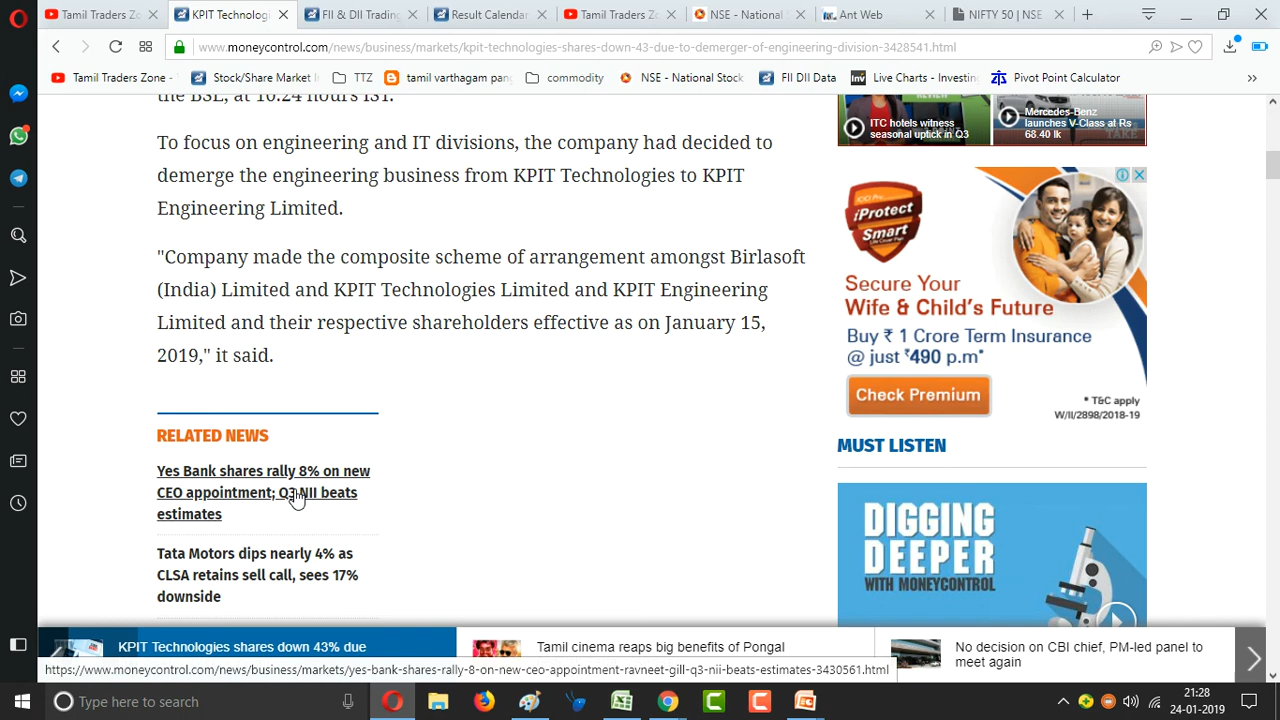 Tamil Traders Z
KPIT Technologi
FII & DII Trading
Result Calendar
Tamil Traders Z
NSE - National S
Ant Web
NIFTY 50 | NSE
www.moneycontrol.com/news/business/markets/kpit-technologies-shares-down-43-due-to-demerger-of-engineering-division-3428541.html
Tamil Traders Zone -
Stock/Share Market
TTZ
tamil varthagam pan
commodity
NSE - National Stock
FII DII Data
Live Charts - Investin
Pivot Point Calculator
the BSE, at 10:24 hours IST.
To focus on engineering and IT divisions, the company had decided to
demerge the engineering business from KPIT Technologies to KPIT
Engineering Limited.
"Company made the composite scheme of arrangement amongst Birlasoft
(India) Limited and KPIT Technologies Limited and KPIT Engineering
Limited and their respective shareholders effective as on January 15,
2019," it said.
RELATED NEWS
Yes Bank shares rally 8% on new
CEO appointment; Q3 NII beats
estimates
Tata Motors dips nearly 4% as
CLSA retains sell call, sees 17%
downside
ITC hotels witness
seasonal uptick in Q3
Mercedes-Benz
launches V-Class at Rs
68.40 lk
iProtect
Smart
Secure Your
Wife & Child's Future
Buy ₹ 1 Crore Term Insurance
@ just ₹490 p.m*
Check Premium
* T&C apply
W/II/2898/2018-19
MUST LISTEN
DIGGING
DEEPER
WITH MONEYCONTROL
KPIT Technologies shares down 43% due
Tamil cinema reaps big benefits of Pongal
No decision on CBI chief, PM-led panel to
meet again
https://www.moneycontrol.com/news/business/markets/yes-bank-shares-rally-8-on-new-ceo-appointment-ravneet-gill-q3-nii-beats-estimates-3430561.html
Type here to search
21:28
24-01-2019